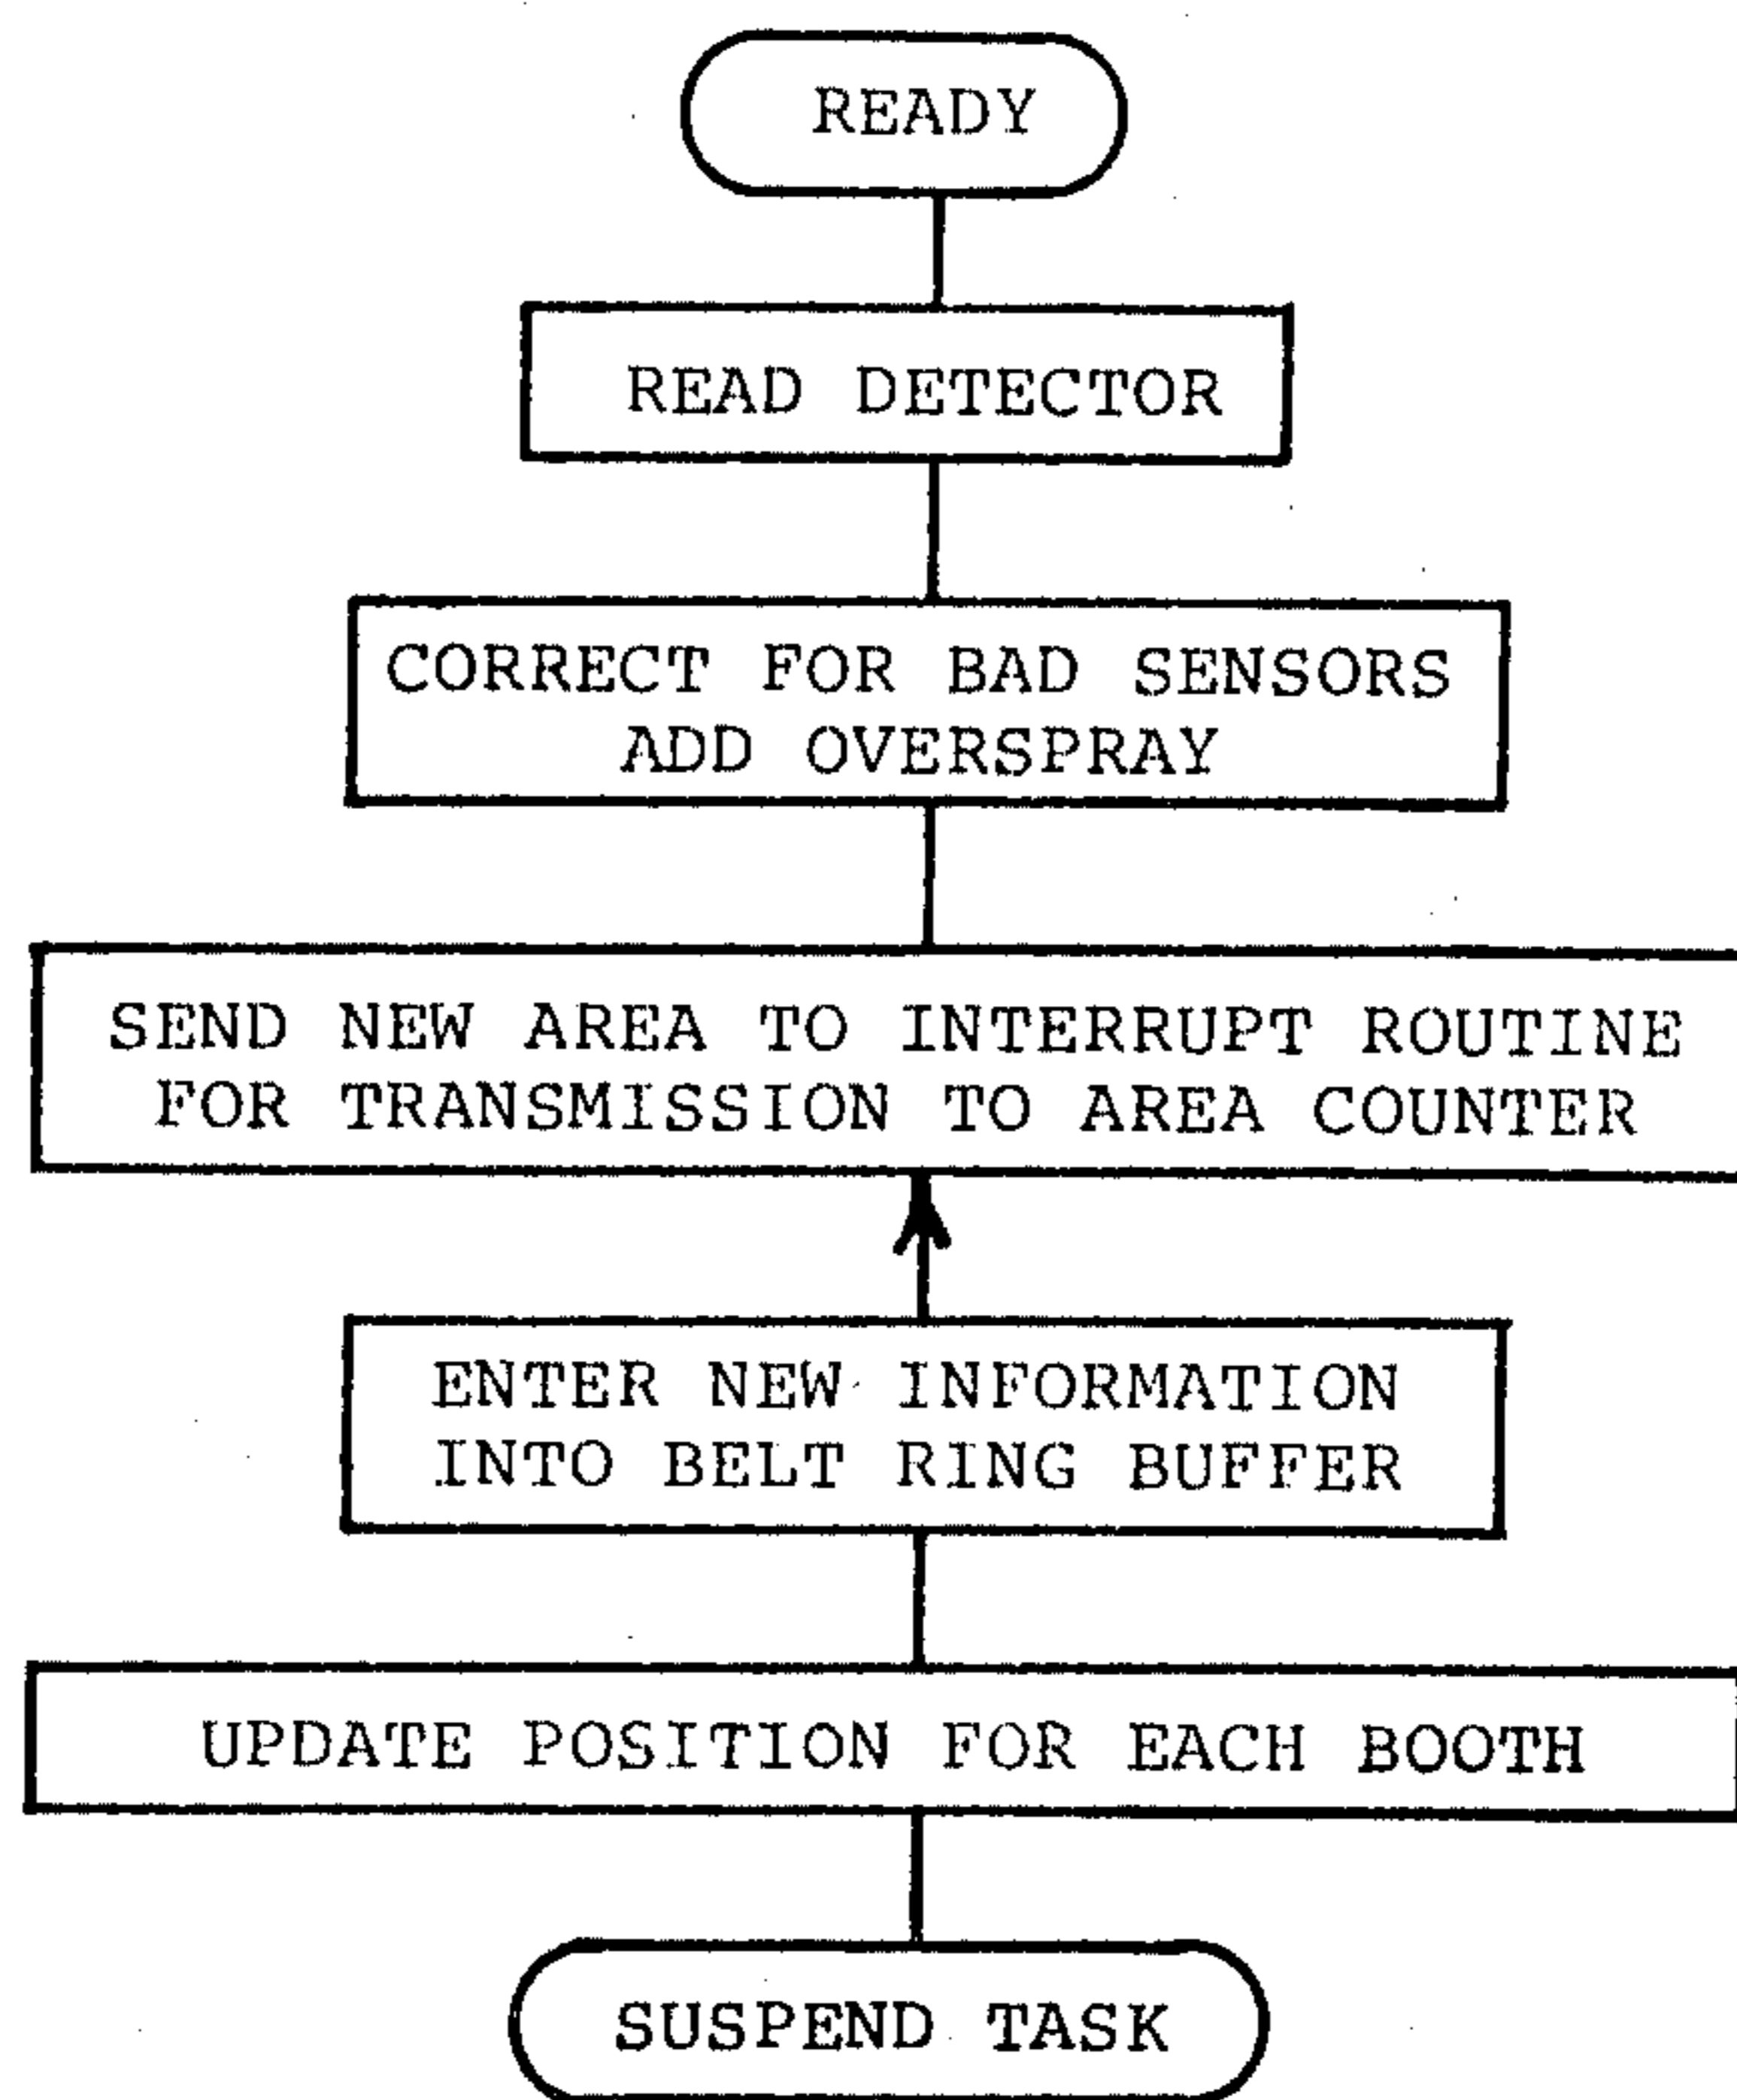 READY
READ DETECTOR
CORRECT FOR BAD SENSORS
ADD OVERSPRAY
SEND NEW AREA TO INTERRUPT ROUTINE
FOR TRANSMISSION TO AREA COUNTER
ENTER NEW INFORMATION
INTO BELT RING BUFFER
UPDATE POSITION FOR EACH BOOTH
SUSPEND TASK